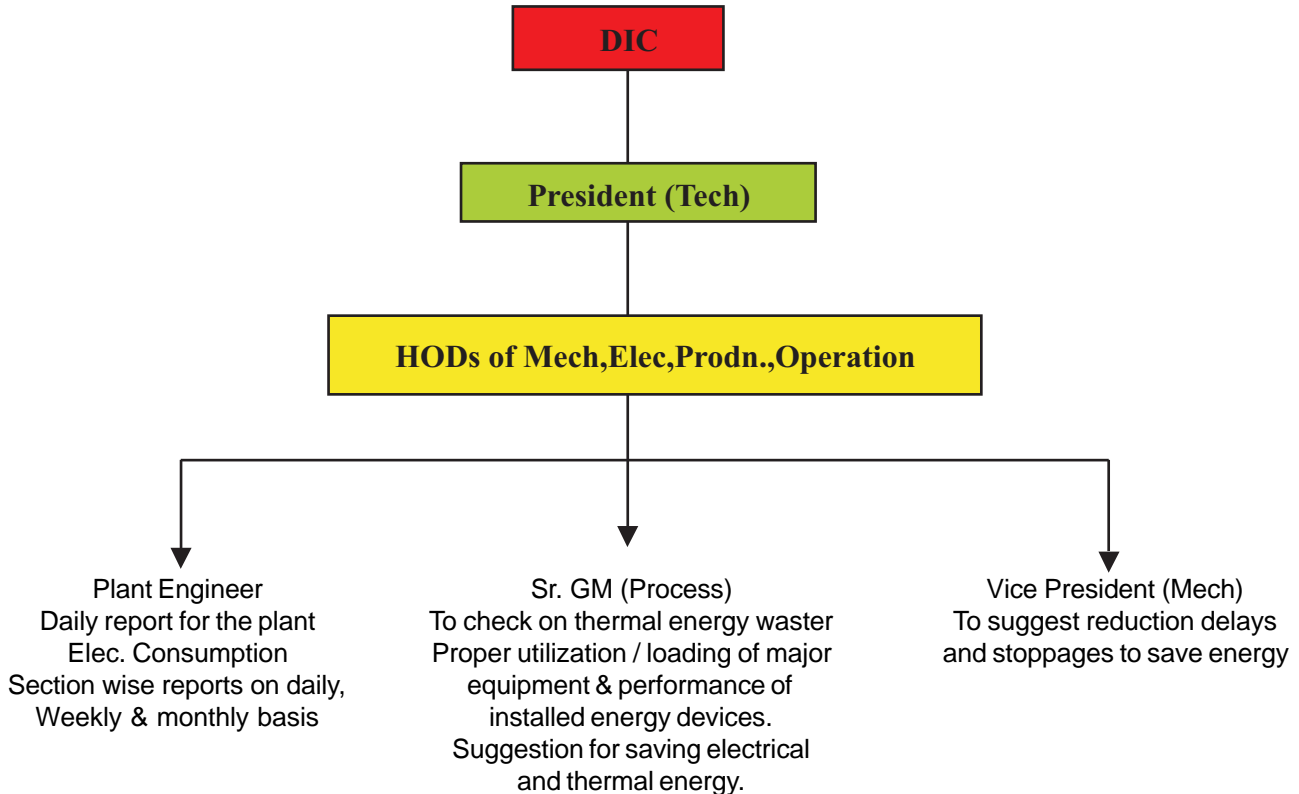 DIC
President (Tech)
HODs of Mech,Elec,Prodn.,Operation
Plant Engineer
Daily report for the plant
Elec. Consumption
Section wise reports on daily,
Weekly & monthly basis
Sr. GM (Process)
To check on thermal energy waster
Proper utilization / loading of major
equipment & performance of
installed energy devices.
Suggestion for saving electrical
and thermal energy.
Vice President (Mech)
To suggest reduction delays
and stoppages to save energy